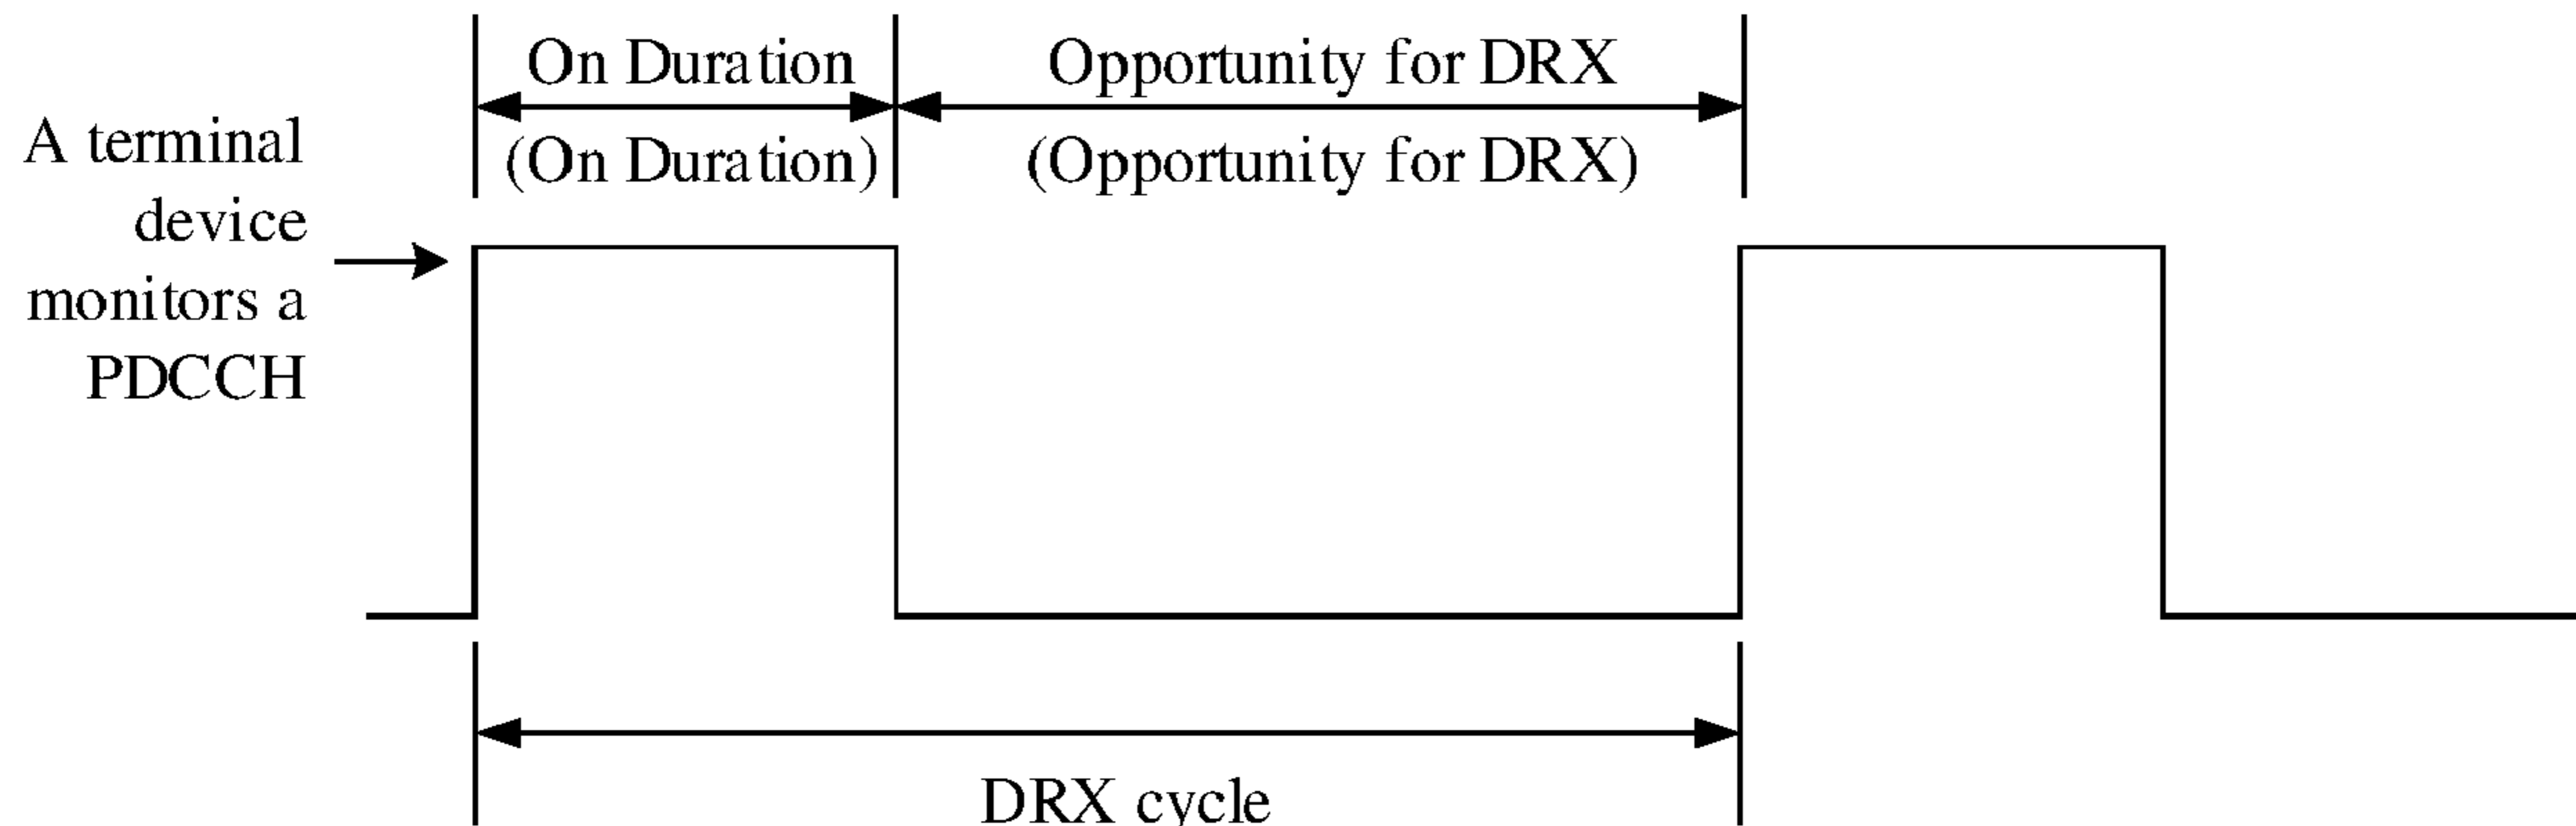 On Duration
Opportunity for DRX
(On Duration)
(Opportunity for DRX)
A terminal
device
monitors a
PDCCH
DRX cycle